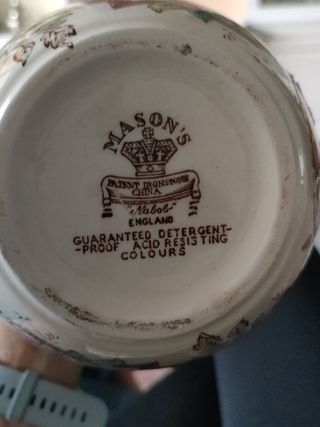 MASON'S
PATENT IRONSTONE
CHINA
"Nabob"
ENGLAND
GUARANTEED DETERGENT-
-PROOF ACID RESISTING
COLOURS